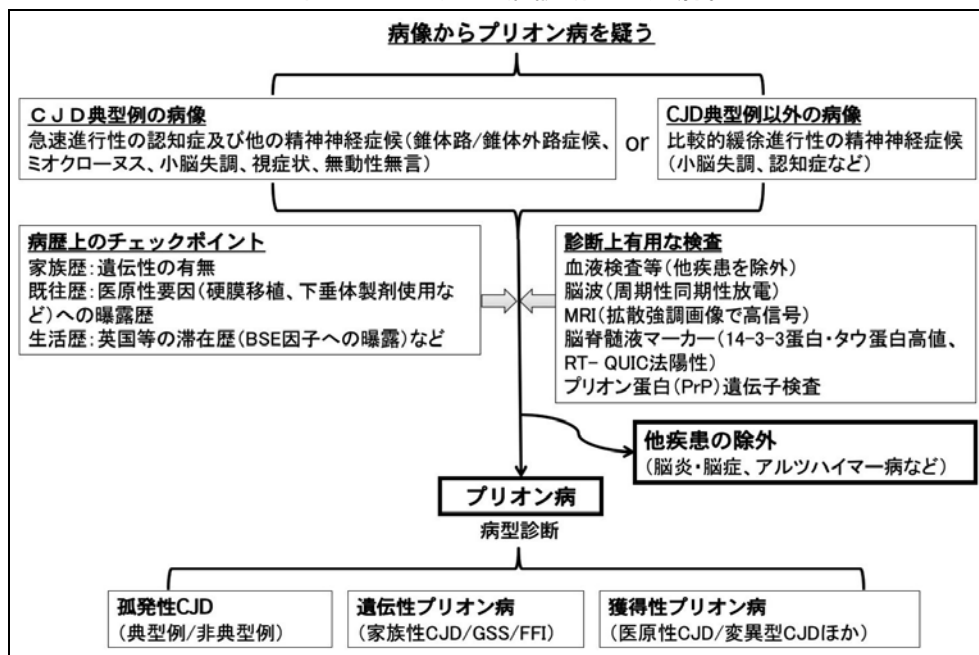 病像からプリオン病を疑う
ＣＪＤ典型例の病像
急速進行性の認知症及び他の精神神経症候（錐体路/錐体外路症候、
ミオクローヌス、小脳失調、視症状、無動性無言）
or
CJD典型例以外の病像
比較的緩徐進行性の精神神経症候
（小脳失調、認知症など）
病歴上のチェックポイント
家族歴：遺伝性の有無
既往歴：医原性要因（硬膜移植、下垂体製剤使用な
ど）への曝露歴
生活歴：英国等の滞在歴（BSE因子への曝露）など
診断上有用な検査
血液検査等（他疾患を除外）
脳波（周期性同期性放電）
MRI（拡散強調画像で高信号）
脳脊髄液マーカー（14-3-3蛋白・タウ蛋白高値、
RT- QUIC法陽性）
プリオン蛋白（PrP）遺伝子検査
他疾患の除外
（脳炎・脳症、アルツハイマー病など）
プリオン病
病型診断
孤発性CJD
（典型例/非典型例）
遺伝性プリオン病
（家族性CJD/GSS/FFI）
獲得性プリオン病
（医原性CJD/変異型CJDほか）